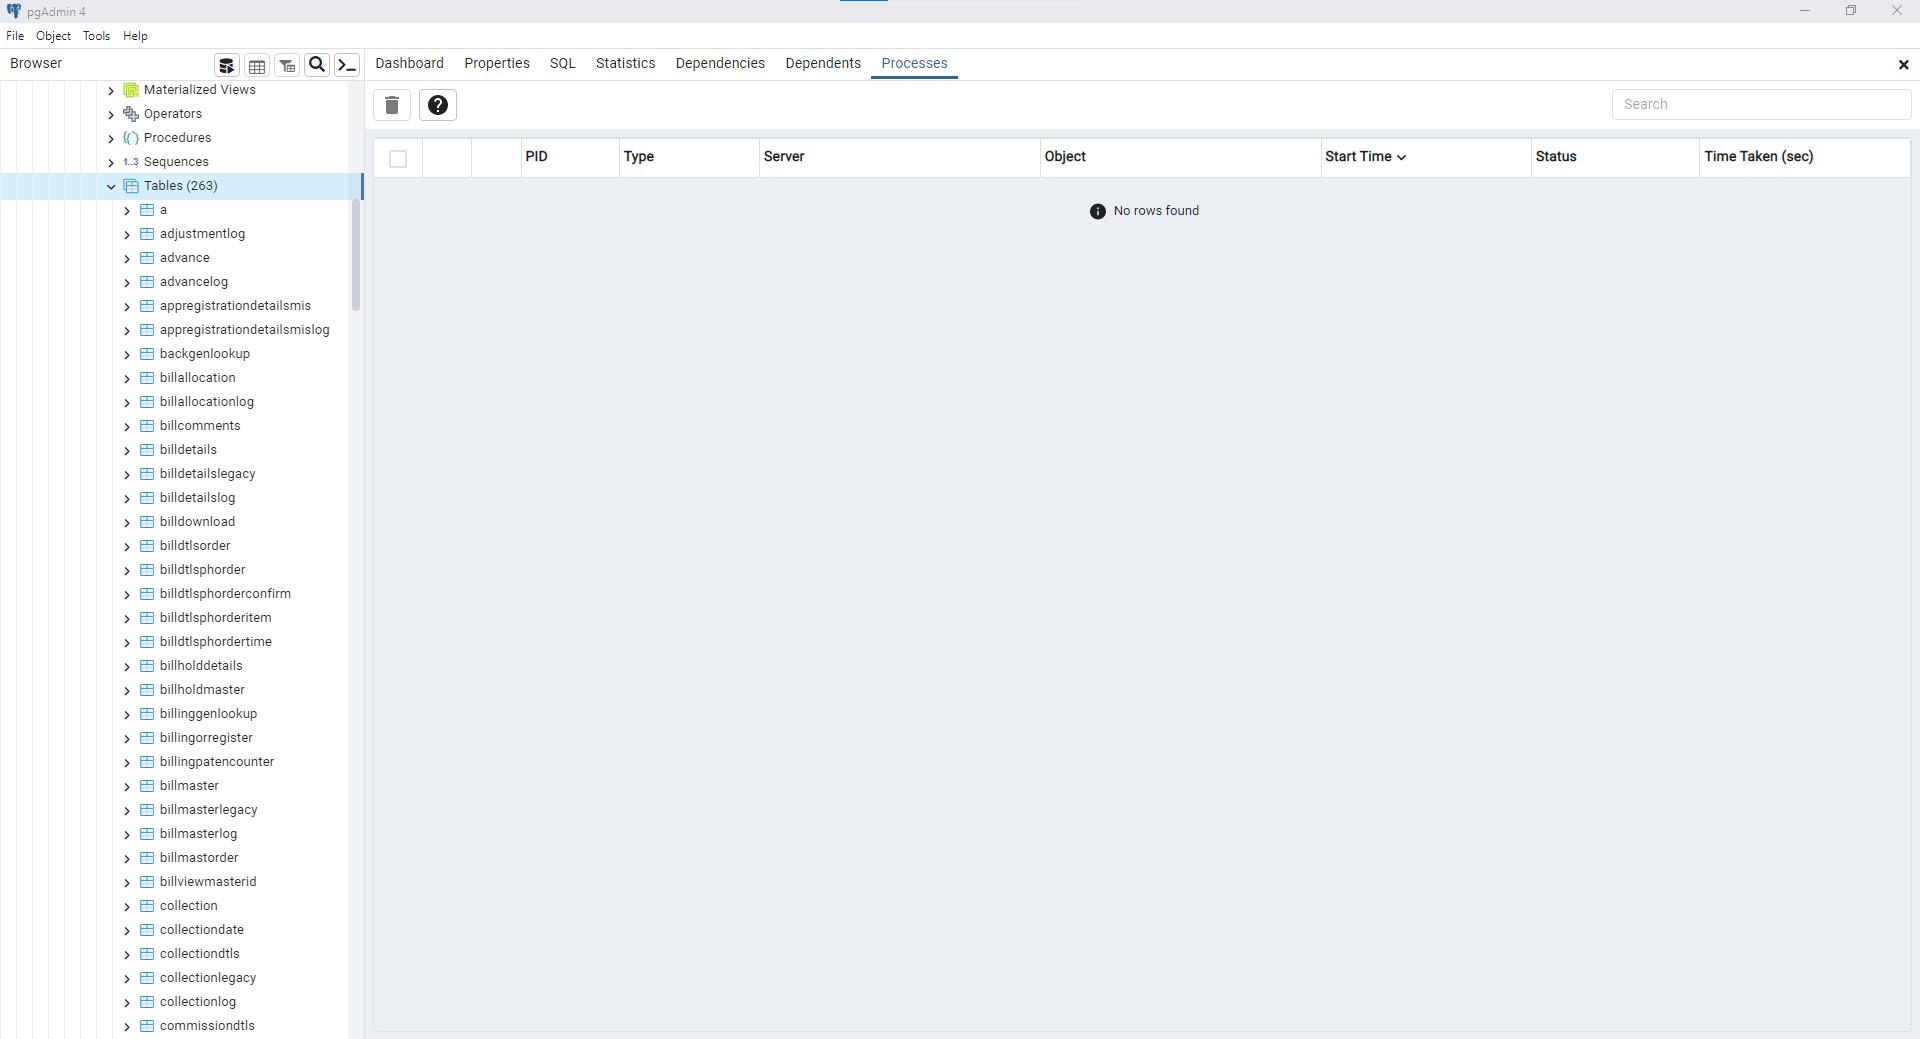 pgAdmin 4
File Object Tools Help
Browser
Dashboard Properties SQL Statistics Dependencies Dependents Processes
Search
PID Type Server Object Start Time Status Time Taken (sec)
No rows found
Materialized Views
Operators
Procedures
1..3 Sequences
Tables (263)
a
adjustmentlog
advance
advancelog
appregistrationdetailsmis
appregistrationdetailsmislog
backgenlookup
billallocation
billallocationlog
billcomments
billdetails
billdetailslegacy
billdetailslog
billdownload
billdtlsorder
billdtlsphorder
billdtlsphorderconfirm
billdtlsphorderitem
billdtlsphordertime
billholddetails
billholdmaster
billinggenlookup
billingorregister
billingpatencounter
billmaster
billmasterlegacy
billmasterlog
billmastorder
billviewmasterid
collection
collectiondate
collectiondtls
collectionlegacy
collectionlog
commissiondtls